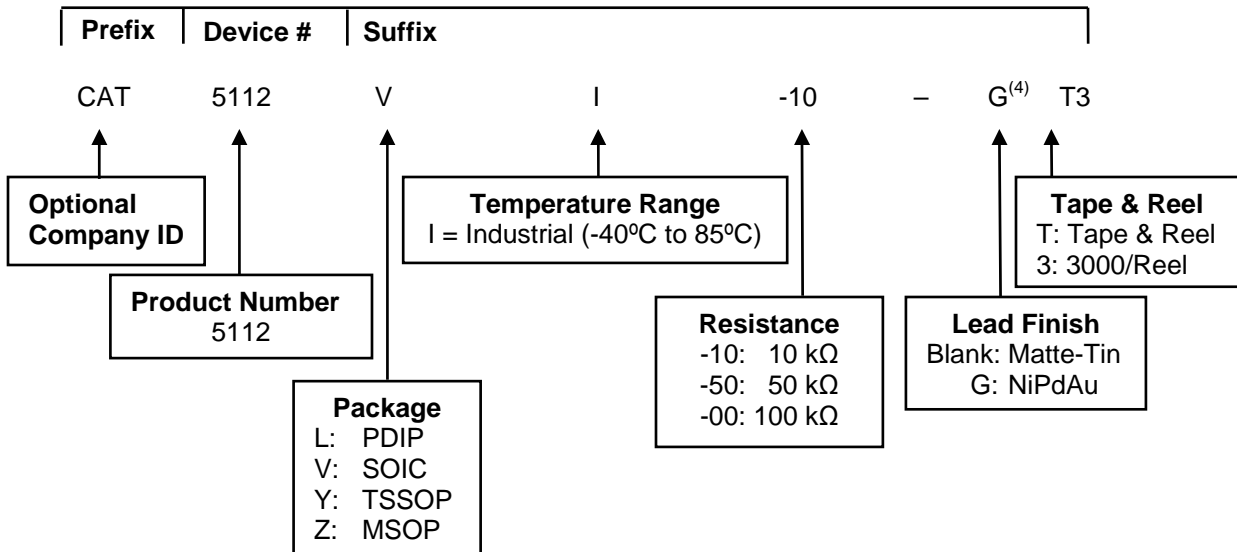 Prefix Device # Suffix
CAT 5112 V I -10 – G(4) T3
Optional
Company ID
Product Number
5112
Package
L: PDIP
V: SOIC
Y: TSSOP
Z: MSOP
Temperature Range
I = Industrial (-40ºC to 85ºC)
Resistance
-10: 10 kΩ
-50: 50 kΩ
-00: 100 kΩ
Lead Finish
Blank: Matte-Tin
G: NiPdAu
Tape & Reel
T: Tape & Reel
3: 3000/Reel